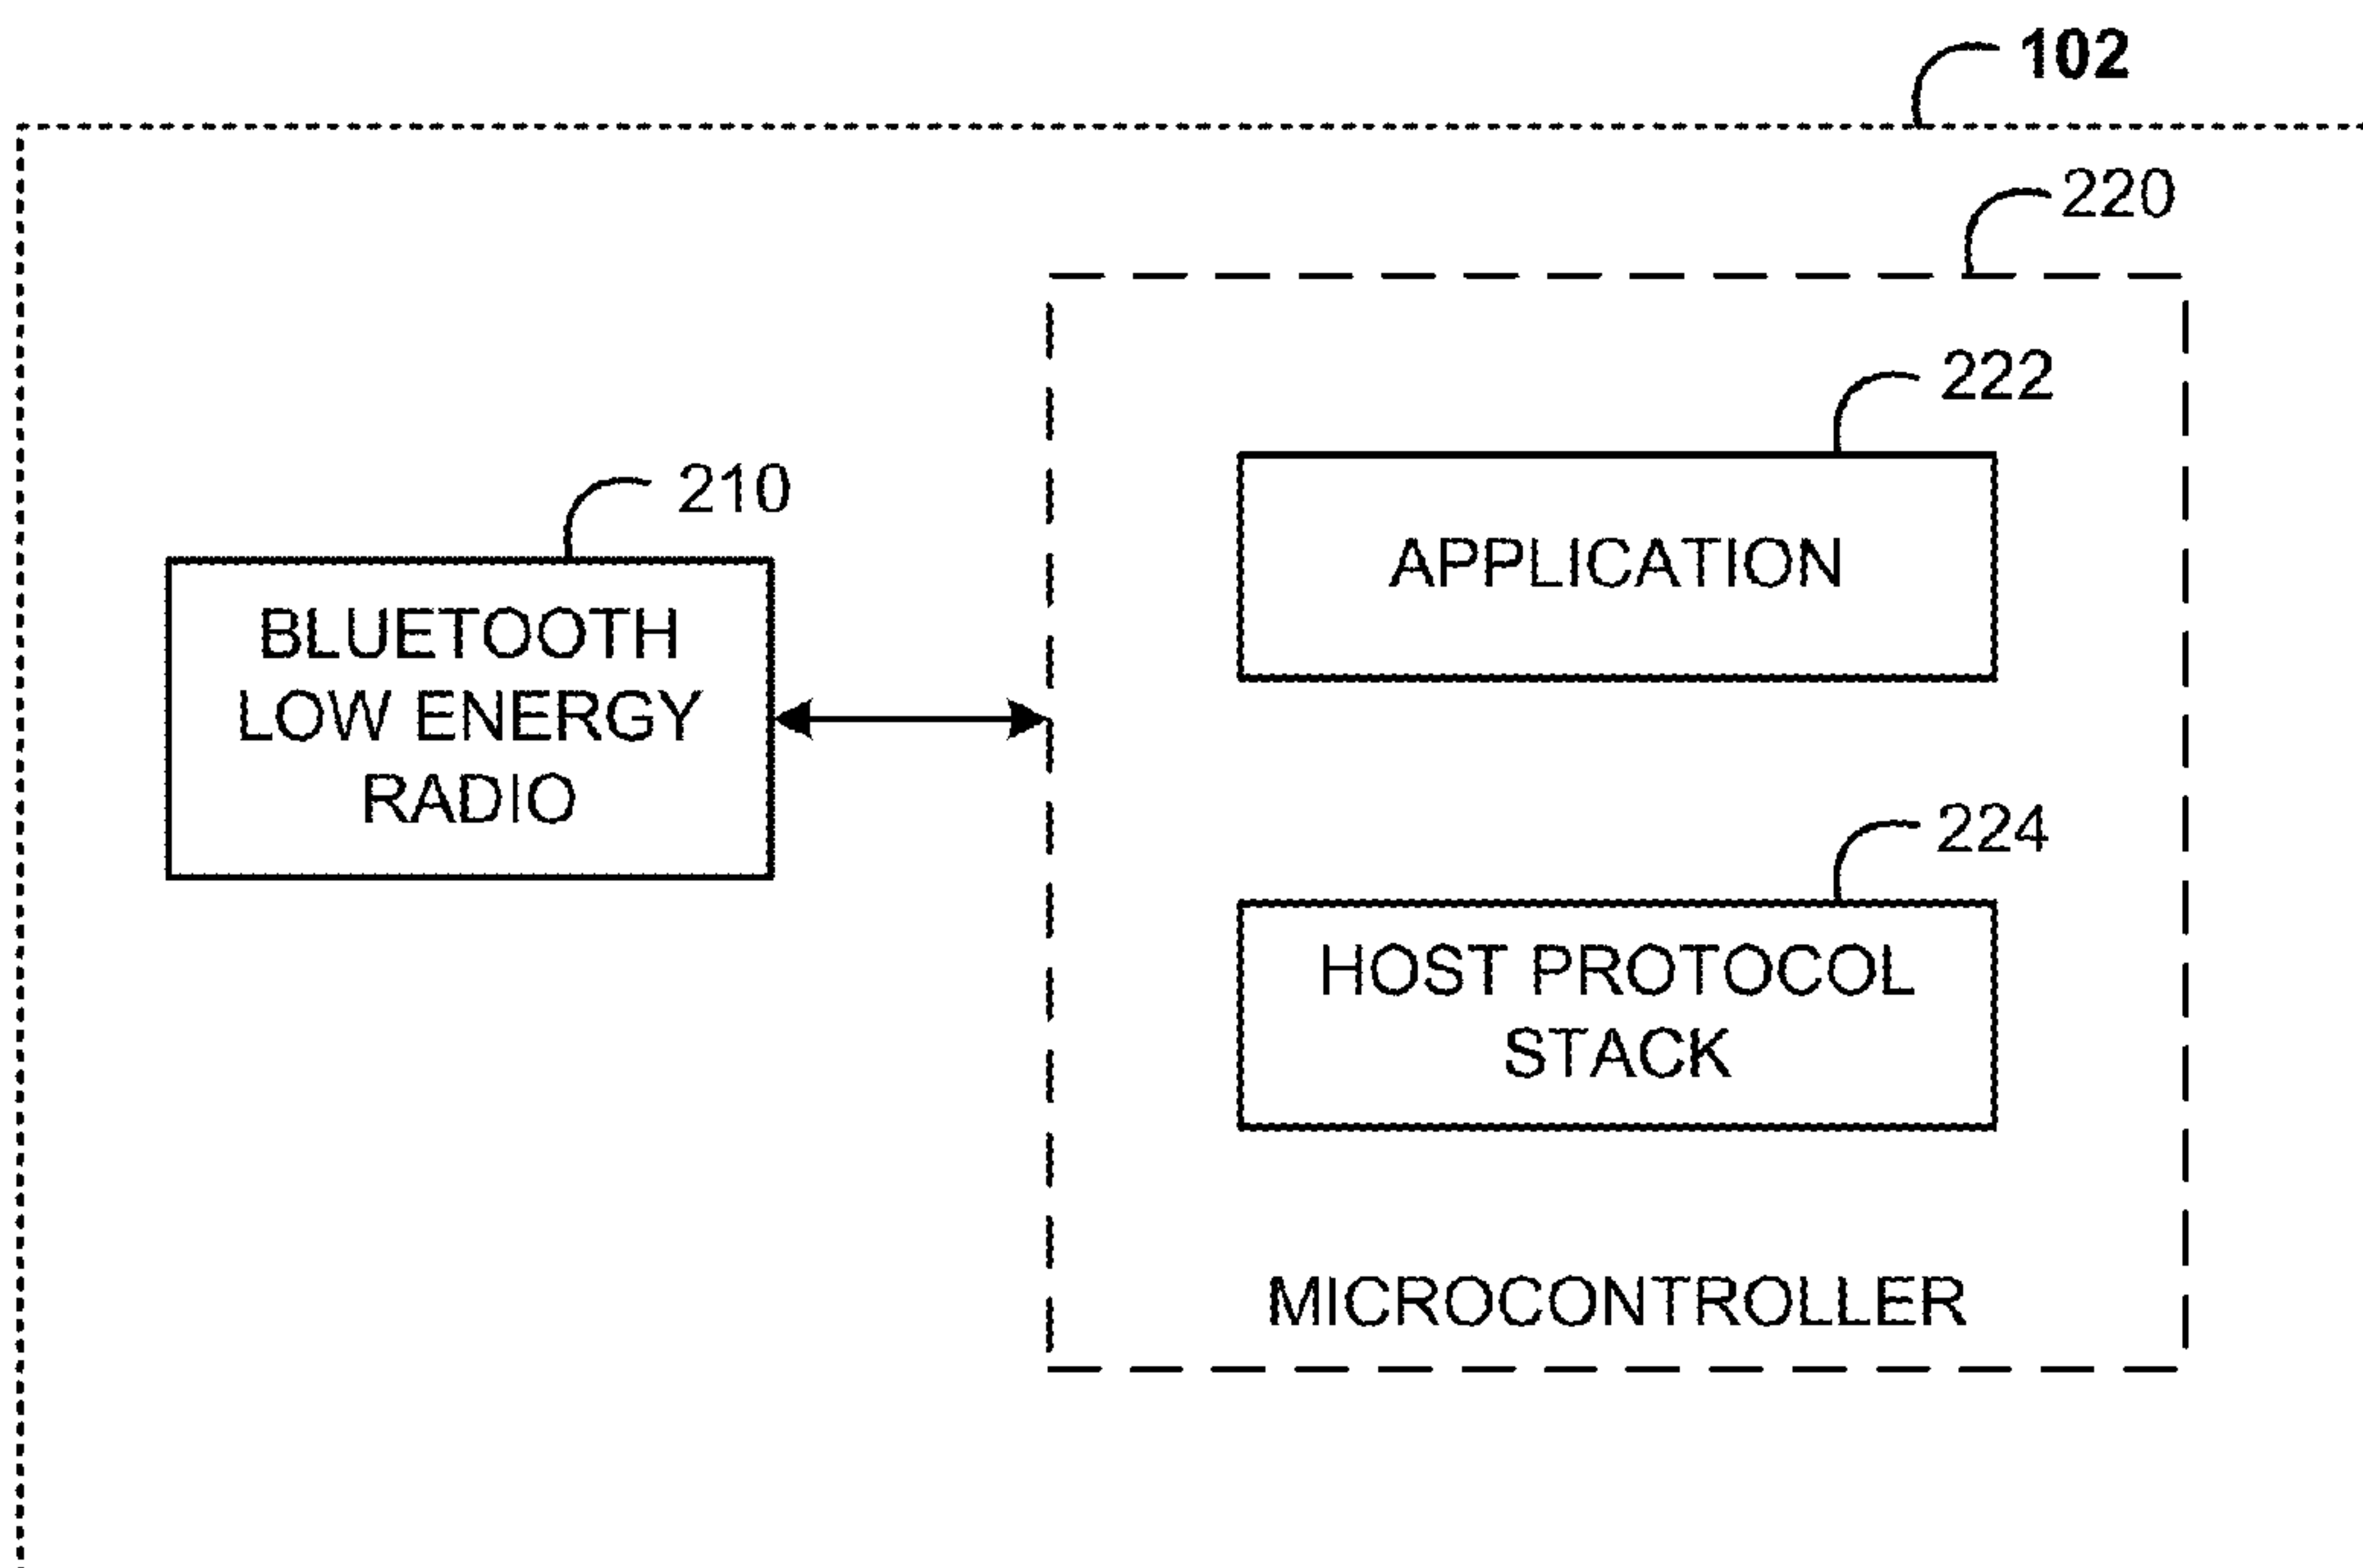 102
220
222
APPLICATION
210
BLUETOOTH
LOW ENERGY
RADIO
224
HOST PROTOCOL
STACK
MICROCONTROLLER